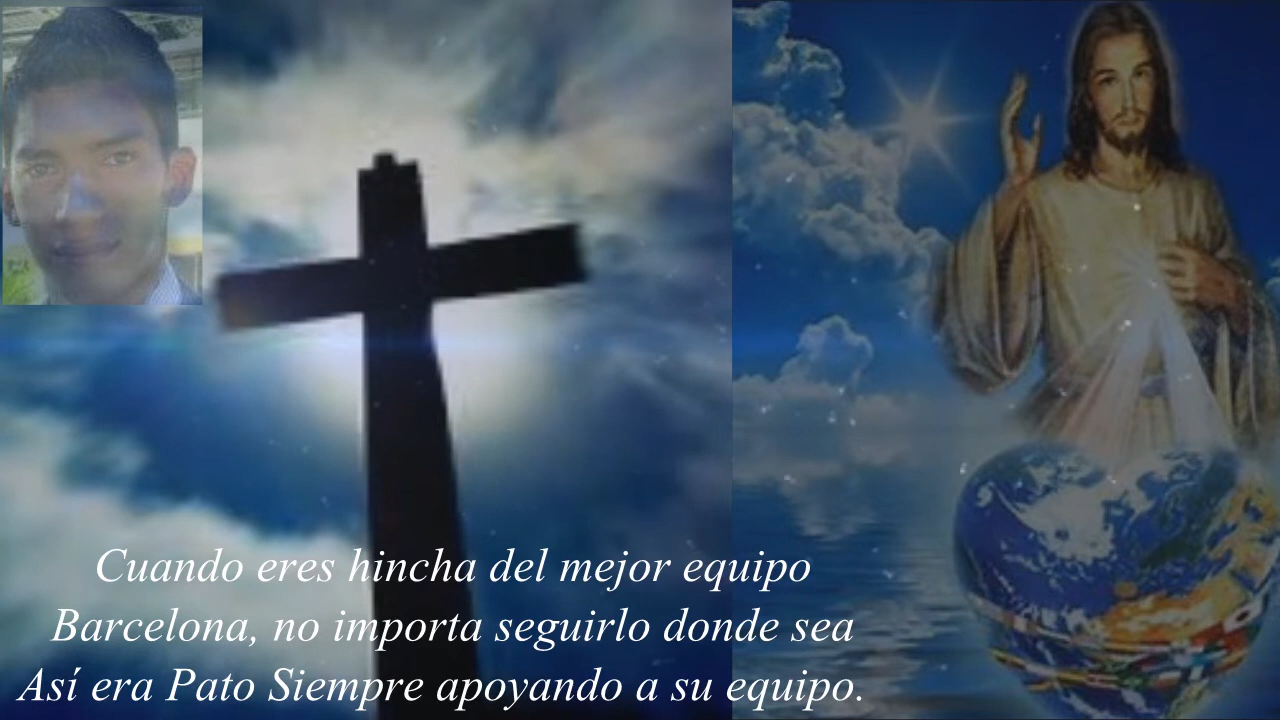 Cuando eres hincha del mejor equipo
Barcelona, no importa seguirlo donde sea
Así era Pato Siempre apoyando a su equipo.